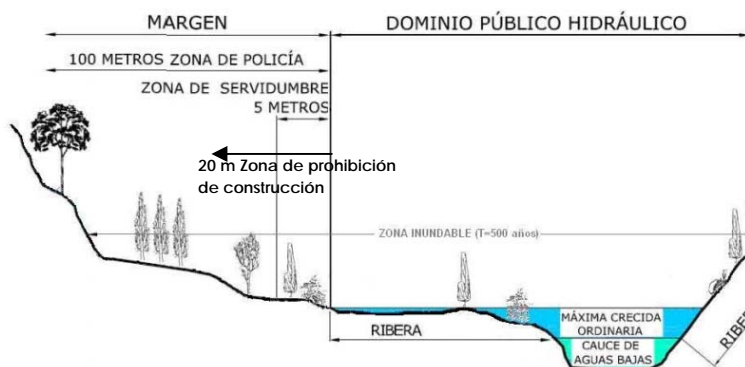 MARGEN
DOMINIO PÚBLICO HIDRÁULICO
100 METROS ZONA DE POLICÍA
ZONA DE SERVIDUMBRE
5 METROS
20 m Zona de prohibición
de construcción
ZONA INUNDABLE (T=500 años)
RIBERA
MÁXIMA CRECIDA
ORDINARIA
CAUCE DE
AGUAS BAJAS
RIBE